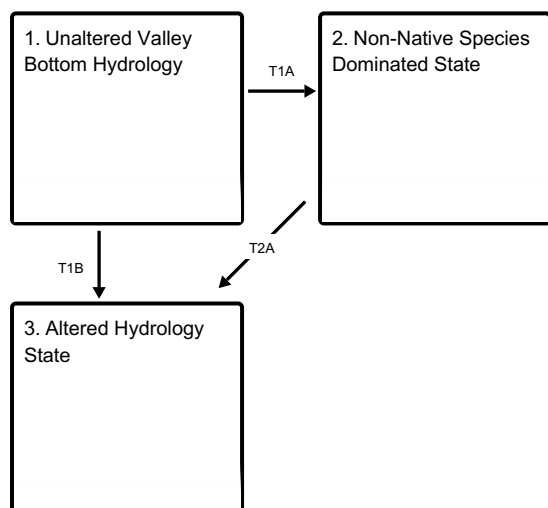 1. Unaltered Valley
Bottom Hydrology
T1A
2. Non-Native Species
Dominated State
T1B
T2A
3. Altered Hydrology
State